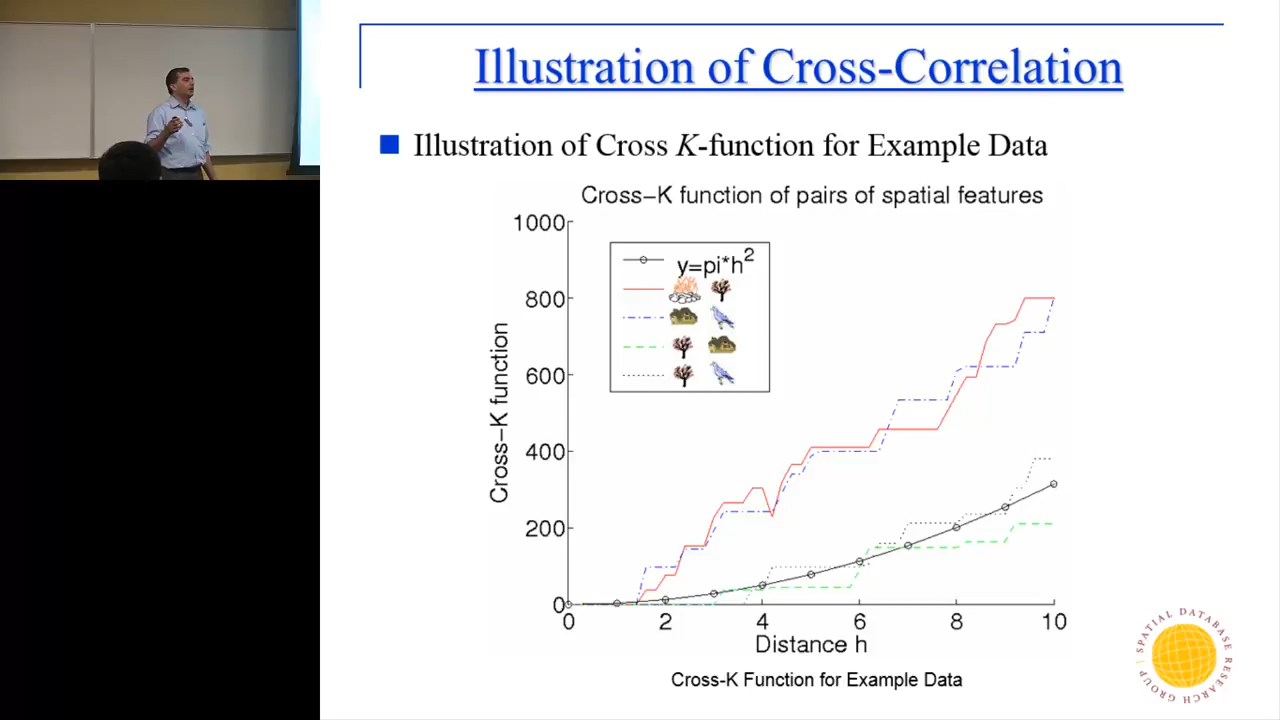 Illustration of Cross-Correlation
Illustration of Cross K-function for Example Data
Cross-K function of pairs of spatial features
1000
800
600
400
200
0
Cross-K function
y=pi*h2
0 2 4 6 8 10
Distance h
Cross-K Function for Example Data
SPATIAL DATABASE RESEARCH GROUP